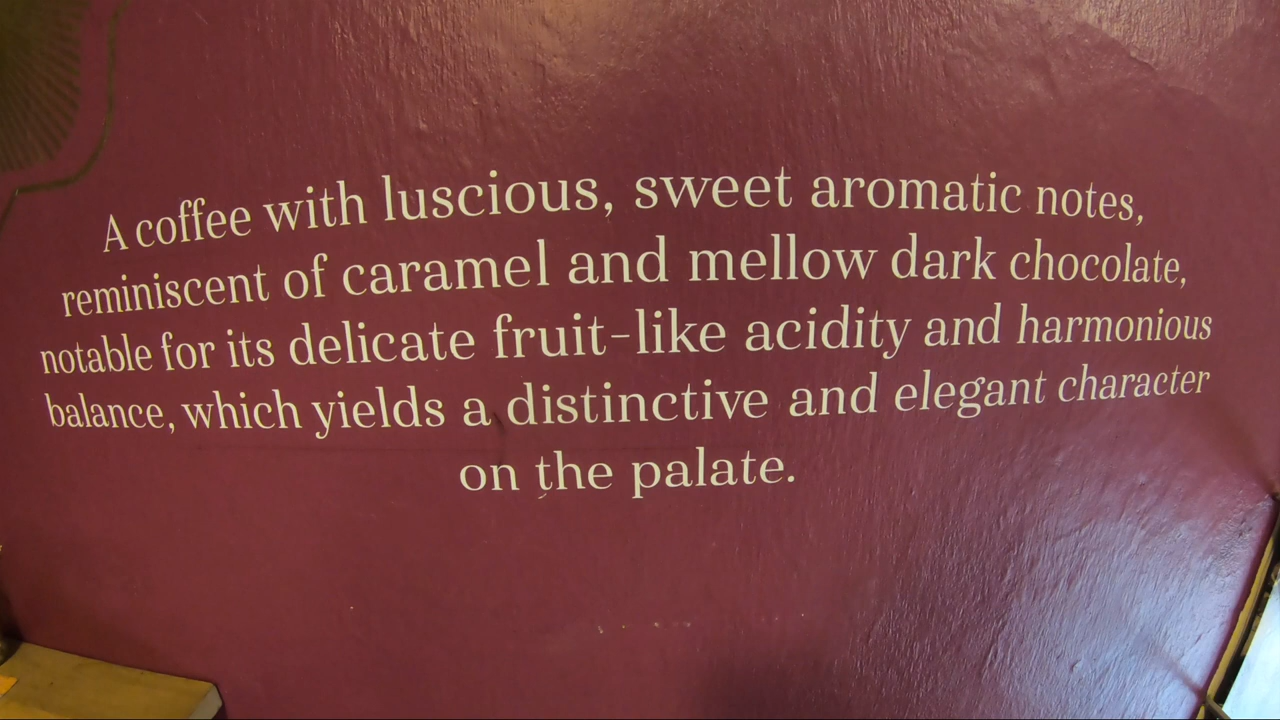 A coffee with luscious, sweet aromatic notes,
reminiscent of caramel and mellow dark chocolate,
notable for its delicate fruit-like acidity and harmonious
balance, which yields a distinctive and elegant character
on the palate.